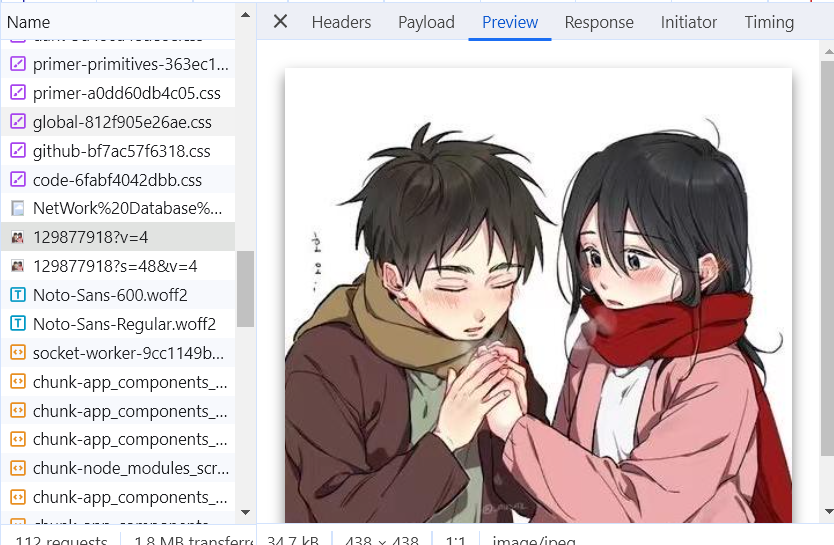 Name
Headers
Payload
Preview
Response
Initiator
Timing
primer-primitives-363ec1...
primer-a0dd60db4c05.css
global-812f905e26ae.css
github-bf7ac57f6318.css
code-6fabf4042dbb.css
NetWork%20Database%...
129877918?v=4
129877918?s=48&v=4
Noto-Sans-600.woff2
Noto-Sans-Regular.woff2
socket-worker-9cc1149b...
chunk-app_components_...
chunk-app_components_...
chunk-app_components_...
chunk-node_modules_scr...
chunk-app_components_...
chunk-app_components_...
112 requests
1.8 MB transferre
34.7 kB
438 × 438
1:1
image/jpeg